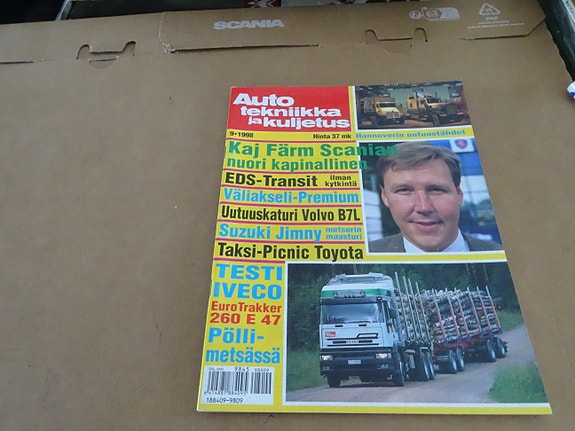 SCANIA
PAP
Auto
tekniikka
ja kuljetus
9•1998
Hinta 37 mk
Hannoverin uutuustähdet
Kaj Färm Scanian
nuori kapinallinen
EDS-Transit ilman
kytkintä
Väliakseli-Premium
Uutuuskaturi Volvo B7L
Suzuki Jimny metsurin
maasturi
Taksi-Picnic Toyota
TESTI
IVECO
EuroTrakker
260 E 47
Pölli-
metsässä
9845
188409-9809